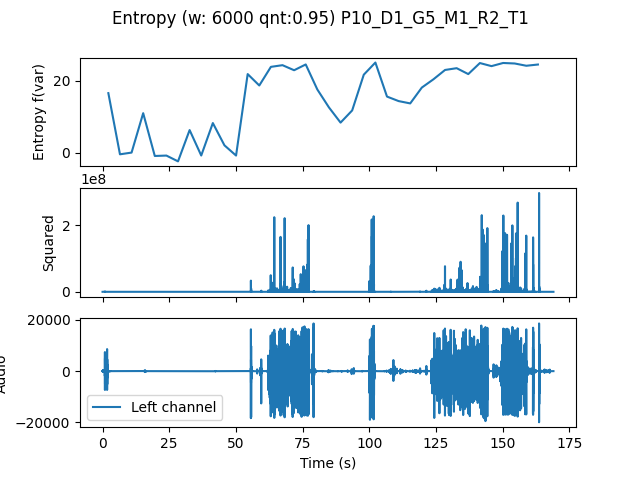 Entropy (w: 6000 qnt:0.95) P10_D1_G5_M1_R2_T1
Entropy f(var)
20
0
1e8
Squared
2
0
Audio
20000
0
−20000
Left channel
0
25
50
75
100
125
150
175
Time (s)